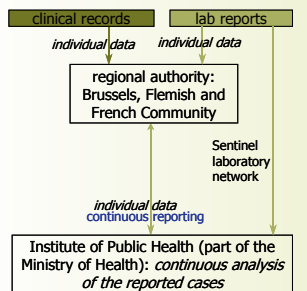 clinical records
lab reports
individual data
individual data
regional authority:
Brussels, Flemish and
French Community
Sentinel
laboratory
network
individual data
continuous reporting
Institute of Public Health (part of the
Ministry of Health): continuous analysis
of the reported cases